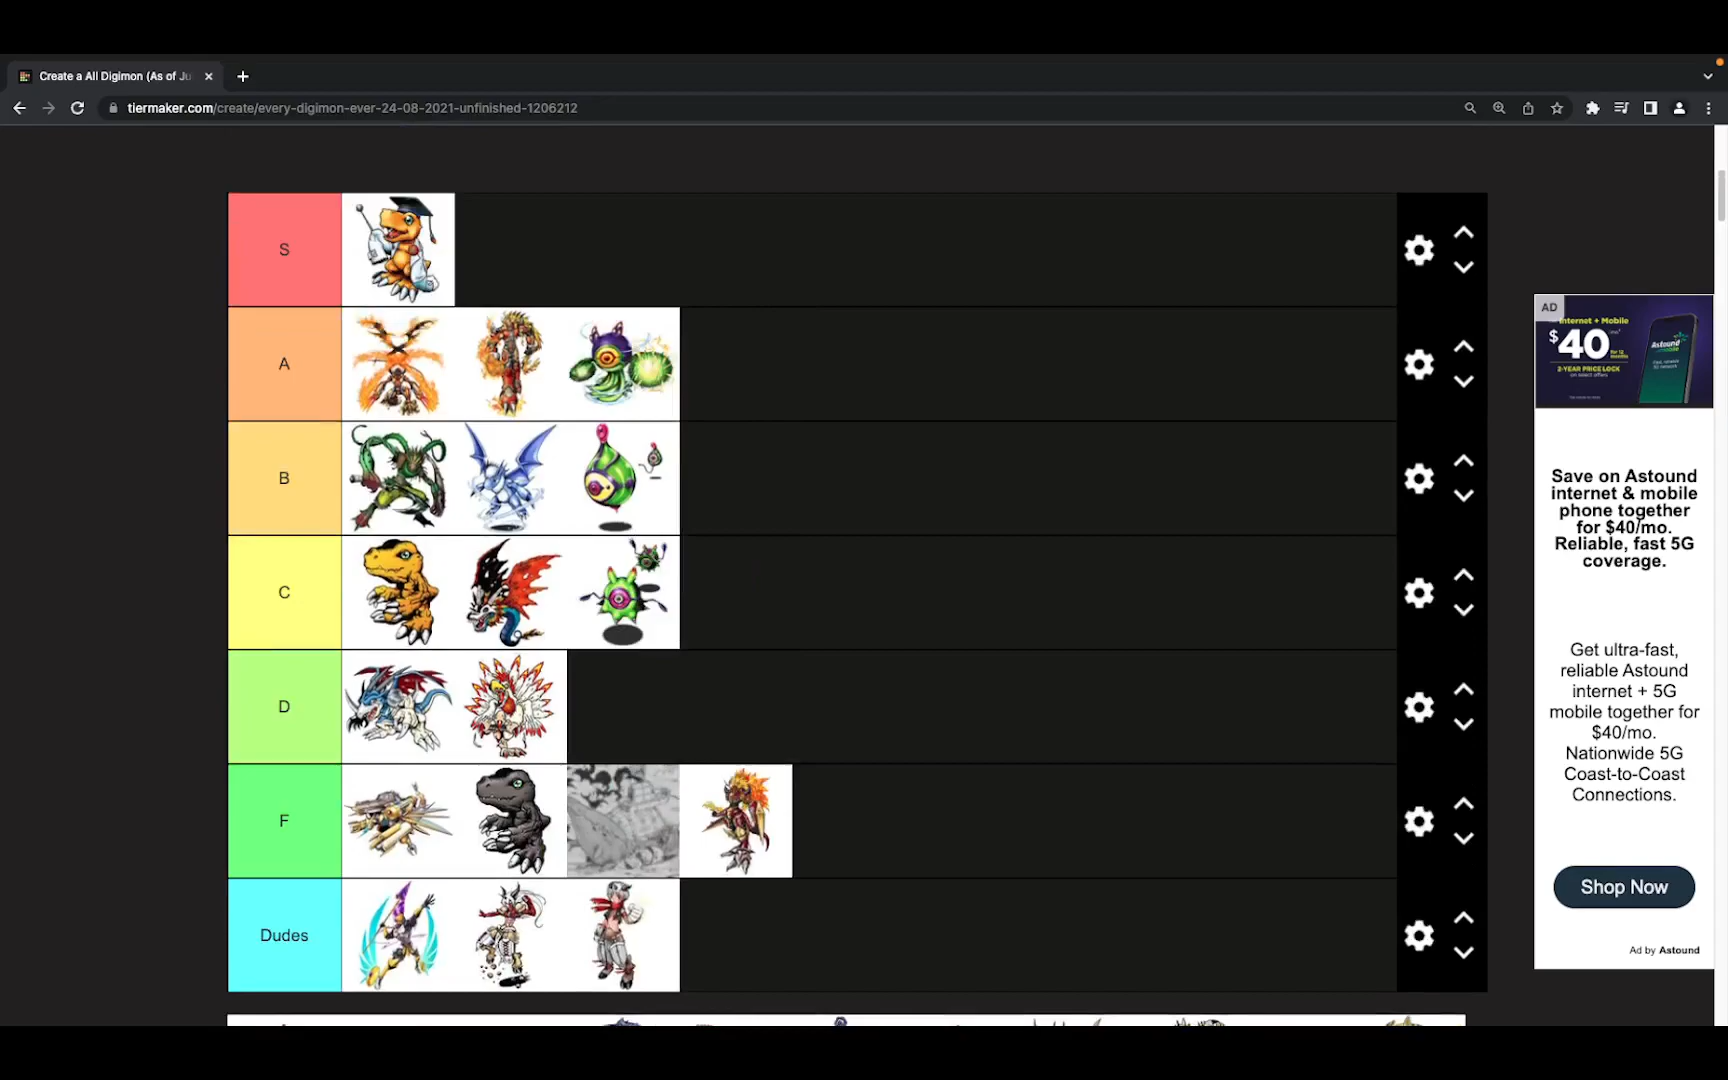 Create a All Digimon (As of Ju
tiermaker.com/create/every-digimon-ever-24-08-2021-unfinished-1206212
S
A
B
C
D
F
Dudes
AD
Internet + Mobile
$40
2-YEAR PRICE LOCK
Astound
mobile
Save on Astound
internet & mobile
phone together
for $40/mo.
Reliable, fast 5G
coverage.
Get ultra-fast,
reliable Astound
internet + 5G
mobile together for
$40/mo.
Nationwide 5G
Coast-to-Coast
Connections.
Shop Now
Ad by Astound